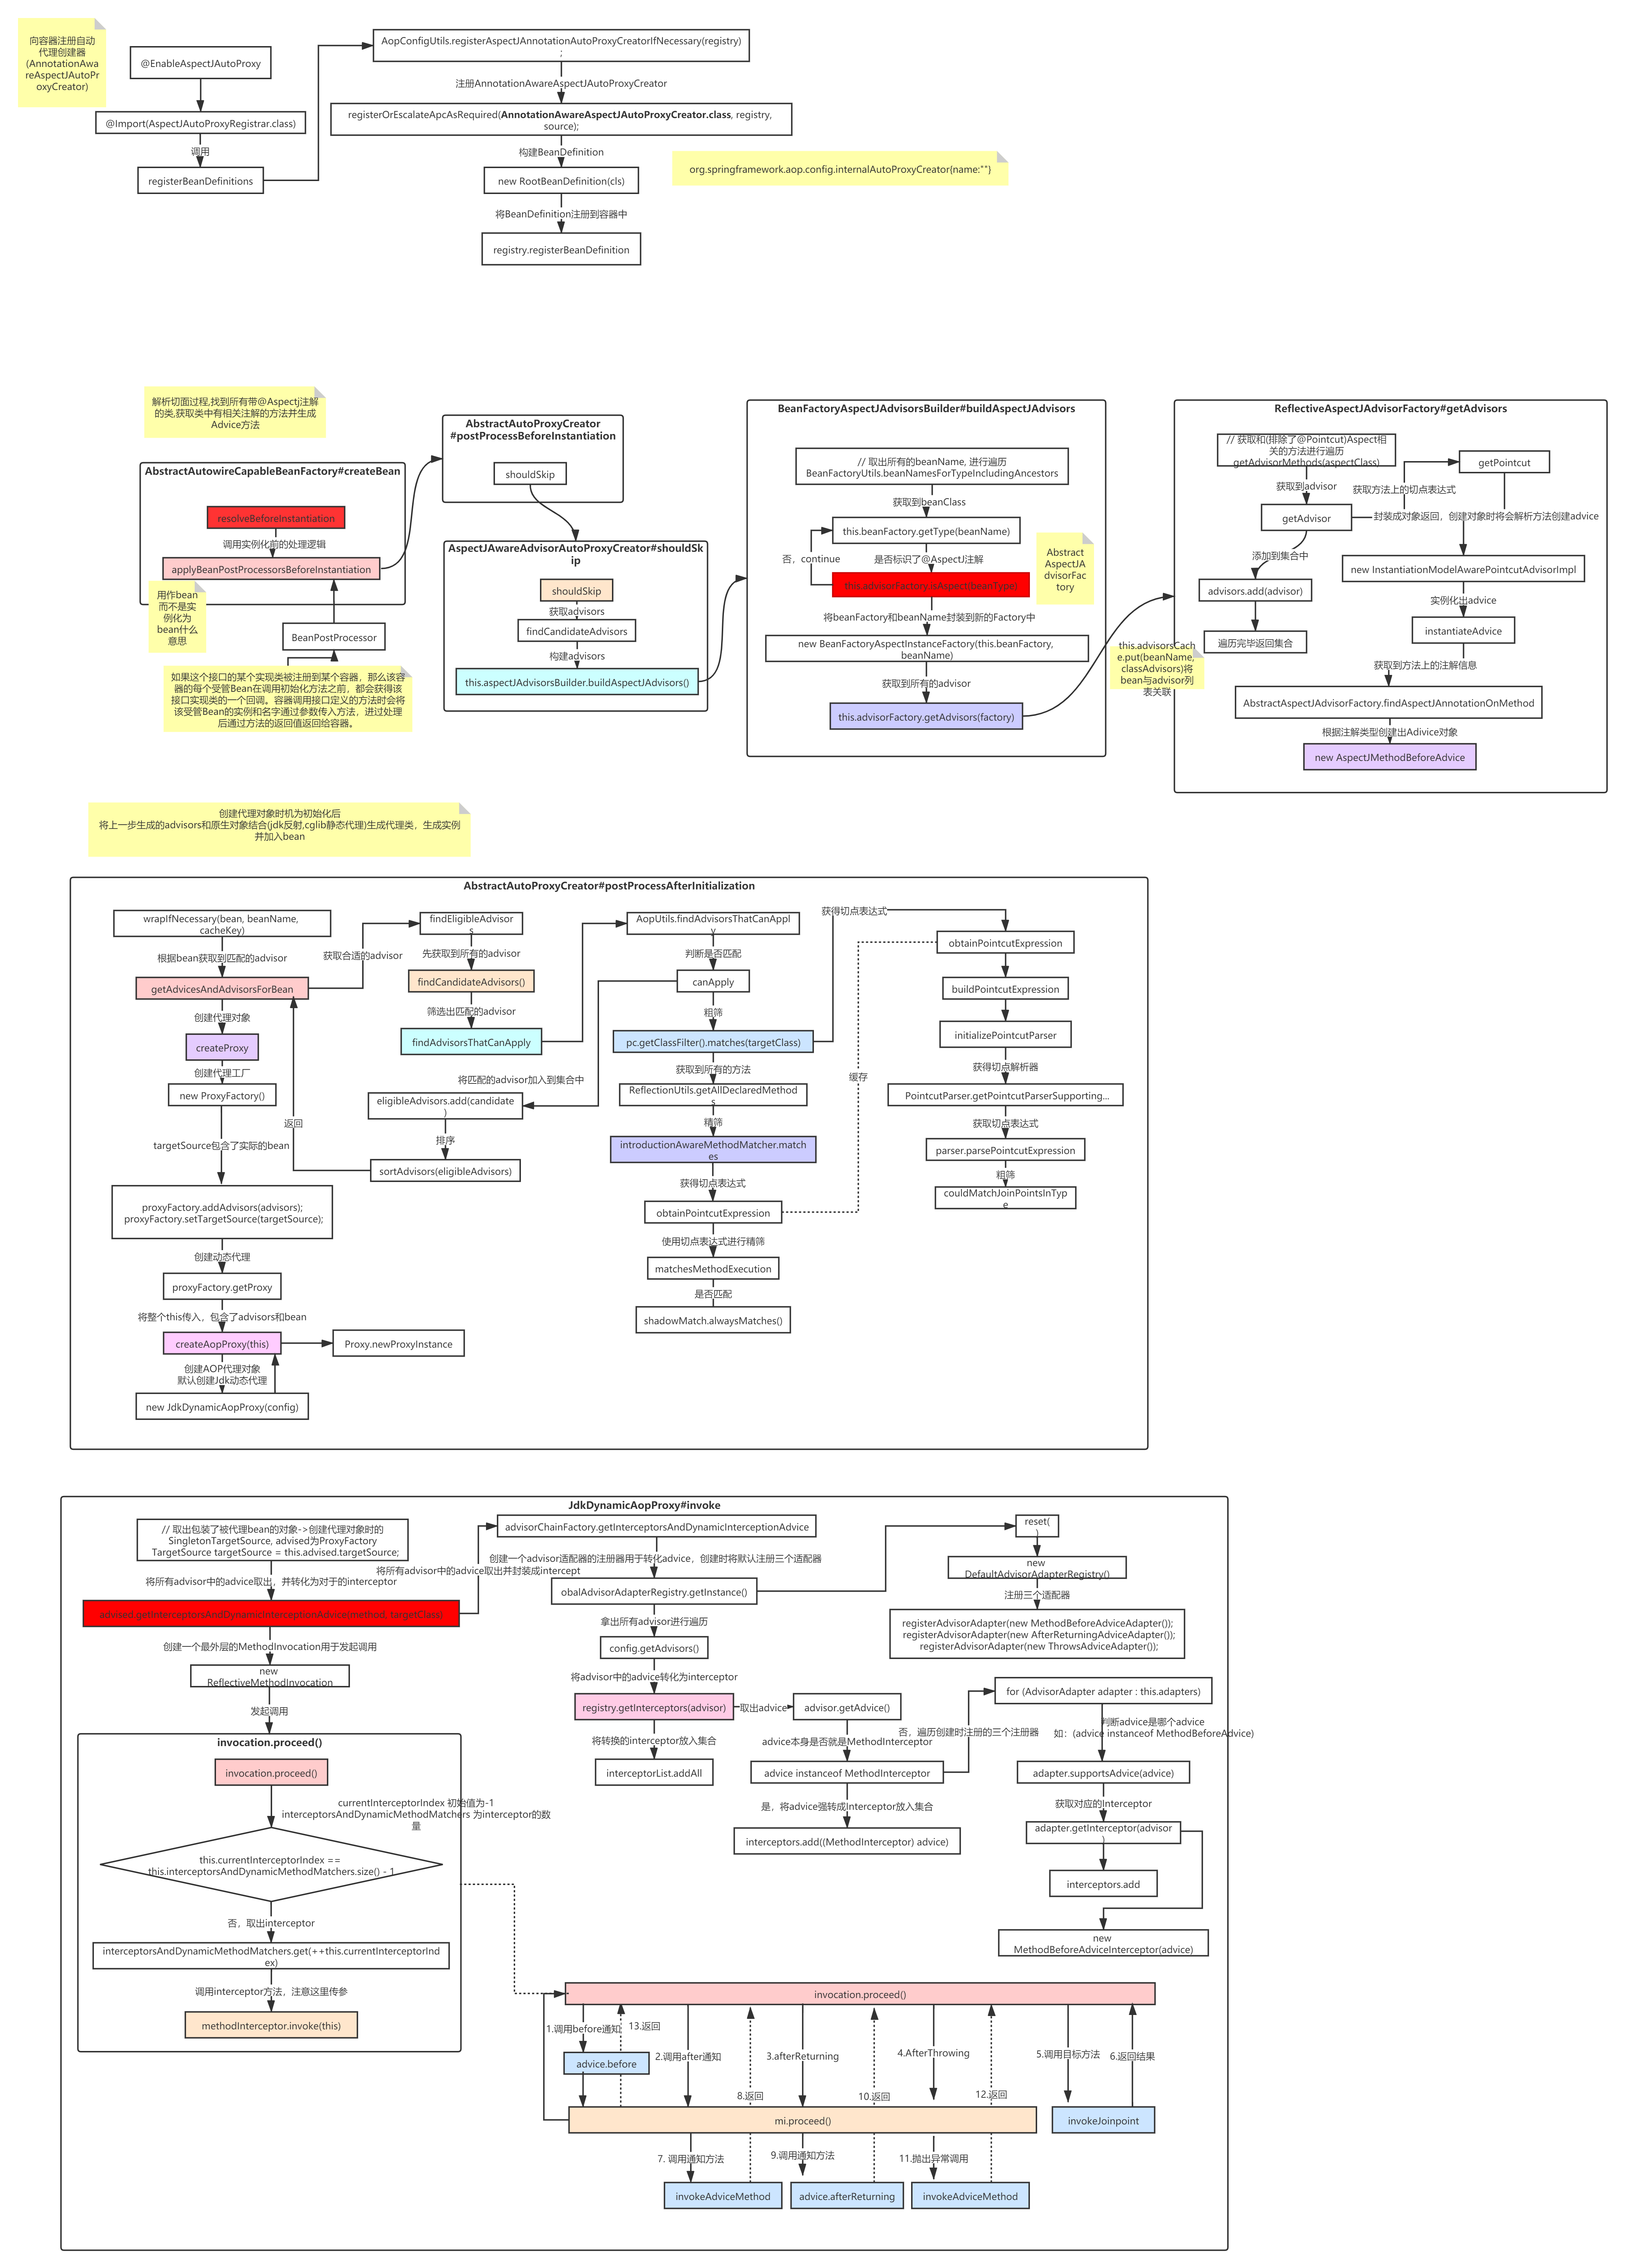 向容器注册自动
代理创建器
(AnnotationAwa
reAspectJAutoPr
oxyCreator)
@EnableAspectJAutoProxy
@Import(AspectJAutoProxyRegistrar.class)
调用
registerBeanDefinitions
AopConfigUtils.registerAspectJAnnotationAutoProxyCreatorIfNecessary(registry)
;
注册AnnotationAwareAspectJAutoProxyCreator
registerOrEscalateApcAsRequired(AnnotationAwareAspectJAutoProxyCreator.class, registry,
source);
构建BeanDefinition
new RootBeanDefinition(cls)
将BeanDefinition注册到容器中
registry.registerBeanDefinition
org.springframework.aop.config.internalAutoProxyCreator(name:"")
解析切面过程,找到所有带@Aspectj注解
的类,获取类中有相关注解的方法并生成
Advice方法
AbstractAutowireCapableBeanFactory#createBean
resolveBeforeInstantiation
调用实例化前的处理逻辑
applyBeanPostProcessorsBeforeInstantiation
用作bean
而不是实
例化为
bean什么
意思
BeanPostProcessor
如果这个接口的某个实现类被注册到某个容器，那么该容
器的每个受管Bean在调用初始化方法之前，都会获得该
接口实现类的一个回调。容器调用接口定义的方法时会将
该受管Bean的实例和名字通过参数传入方法，进过处理
后通过方法的返回值返回给容器。
AbstractAutoProxyCreator
#postProcessBeforeInstantiation
shouldSkip
AspectJAwareAdvisorAutoProxyCreator#shouldSk
ip
shouldSkip
获取advisors
findCandidateAdvisors
构建advisors
this.aspectJAdvisorsBuilder.buildAspectJAdvisors()
BeanFactoryAspectJAdvisorsBuilder#buildAspectJAdvisors
// 取出所有的beanName, 进行遍历
BeanFactoryUtils.beanNamesForTypeIncludingAncestors
获取到beanClass
this.beanFactory.getType(beanName)
否，continue
是否标识了@AspectJ注解
this.advisorFactory.isAspect(beanType)
Abstract
AspectJA
dvisorFac
tory
将beanFactory和beanName封装到新的Factory中
new BeanFactoryAspectInstanceFactory(this.beanFactory,
beanName)
获取到所有的advisor
this.advisorFactory.getAdvisors(factory)
this.advisorsCach
e.put(beanName,
classAdvisors)将
bean与advisor列
表关联
ReflectiveAspectJAdvisorFactory#getAdvisors
// 获取和(排除了@Pointcut)Aspect相
关的方法进行遍历
getAdvisorMethods(aspectClass)
获取到advisor
getAdvisor
添加到集合中
advisors.add(advisor)
遍历完毕返回集合
getPointcut
获取方法上的切点表达式
封装成对象返回，创建对象时将会解析方法创建advice
new InstantiationModelAwarePointcutAdvisorImpl
实例化出advice
instantiateAdvice
获取到方法上的注解信息
AbstractAspectJAdvisorFactory.findAspectJAnnotationOnMethod
根据注解类型创建出Adivice对象
new AspectJMethodBeforeAdvice
创建代理对象时机为初始化后
将上一步生成的advisors和原生对象结合(jdk反射,cglib静态代理)生成代理类，生成实例
并加入bean
AbstractAutoProxyCreator#postProcessAfterInitialization
wrapIfNecessary(bean, beanName,
cacheKey)
根据bean获取到匹配的advisor
getAdvicesAndAdvisorsForBean
创建代理对象
createProxy
创建代理工厂
new ProxyFactory()
targetSource包含了实际的bean
proxyFactory.addAdvisors(advisors);
proxyFactory.setTargetSource(targetSource);
创建动态代理
proxyFactory.getProxy
将整个this传入，包含了advisors和bean
createAopProxy(this)
Proxy.newProxyInstance
创建AOP代理对象
默认创建Jdk动态代理
new JdkDynamicAopProxy(config)
获取合适的advisor
返回
findEligibleAdvisor
s
先获取到所有的advisor
findCandidateAdvisors()
筛选出匹配的advisor
findAdvisorsThatCanApply
将匹配的advisor加入到集合中
eligibleAdvisors.add(candidate
)
排序
sortAdvisors(eligibleAdvisors)
AopUtils.findAdvisorsThatCanAppl
y
判断是否匹配
canApply
粗筛
pc.getClassFilter().matches(targetClass)
获取到所有的方法
ReflectionUtils.getAllDeclaredMethod
s
精筛
introductionAwareMethodMatcher.match
es
获得切点表达式
obtainPointcutExpression
使用切点表达式进行精筛
matchesMethodExecution
是否匹配
shadowMatch.alwaysMatches()
获得切点表达式
缓存
obtainPointcutExpression
buildPointcutExpression
initializePointcutParser
获得切点解析器
PointcutParser.getPointcutParserSupporting...
获取切点表达式
parser.parsePointcutExpression
粗筛
couldMatchJoinPointsInTyp
e
JdkDynamicAopProxy#invoke
// 取出包装了被代理bean的对象->创建代理对象时的
SingletonTargetSource, advised为ProxyFactory
TargetSource targetSource = this.advised.targetSource;
将所有advisor中的advice取出，并转化为对于的interceptor
advised.getInterceptorsAndDynamicInterceptionAdvice(method, targetClass)
创建一个最外层的MethodInvocation用于发起调用
new
ReflectiveMethodInvocation
发起调用
invocation.proceed()
invocation.proceed()
currentInterceptorIndex 初始值为-1
interceptorsAndDynamicMethodMatchers 为interceptor的数
量
this.currentInterceptorIndex ==
this.interceptorsAndDynamicMethodMatchers.size() - 1
否，取出interceptor
interceptorsAndDynamicMethodMatchers.get(++this.currentInterceptorInd
ex)
调用interceptor方法，注意这里传参
methodInterceptor.invoke(this)
advisorChainFactory.getInterceptorsAndDynamicInterceptionAdvice
创建一个advisor适配器的注册器用于转化advice，创建时将默认注册三个适配器
将所有advisor中的advice取出并封装成intercept
obalAdvisorAdapterRegistry.getInstance()
拿出所有advisor进行遍历
config.getAdvisors()
将advisor中的advice转化为interceptor
registry.getInterceptors(advisor)
取出advice
将转换的interceptor放入集合
interceptorList.addAll
reset(
)
new
DefaultAdvisorAdapterRegistry()
注册三个适配器
registerAdvisorAdapter(new MethodBeforeAdviceAdapter());
registerAdvisorAdapter(new AfterReturningAdviceAdapter());
registerAdvisorAdapter(new ThrowsAdviceAdapter());
advisor.getAdvice()
advice本身是否就是MethodInterceptor
advice instanceof MethodInterceptor
是，将advice强转成Interceptor放入集合
interceptors.add((MethodInterceptor) advice)
否，遍历创建时注册的三个注册器
for (AdvisorAdapter adapter : this.adapters)
判断advice是哪个advice
如：(advice instanceof MethodBeforeAdvice)
adapter.supportsAdvice(advice)
获取对应的Interceptor
adapter.getInterceptor(advisor
)
interceptors.add
new
MethodBeforeAdviceInterceptor(advice)
invocation.proceed()
1.调用before通知
13.返回
advice.before
2.调用after通知
8.返回
3.afterReturning
10.返回
4.AfterThrowing
12.返回
5.调用目标方法
6.返回结果
mi.proceed()
invokeJoinpoint
7. 调用通知方法
9.调用通知方法
11.抛出异常调用
invokeAdviceMethod
advice.afterReturning
invokeAdviceMethod